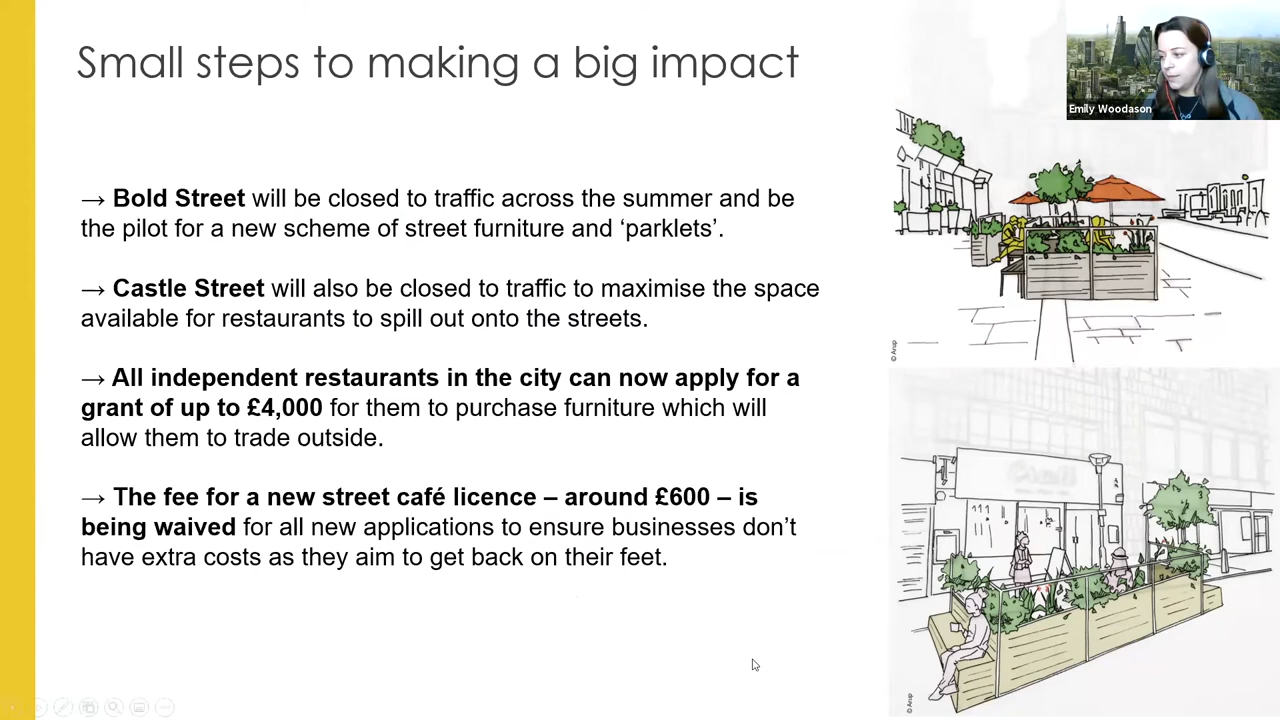 Small steps to making a big impact
Emily Woodason
→ Bold Street will be closed to traffic across the summer and be
the pilot for a new scheme of street furniture and ‘parklets’.
→ Castle Street will also be closed to traffic to maximise the space
available for restaurants to spill out onto the streets.
→ All independent restaurants in the city can now apply for a
grant of up to £4,000 for them to purchase furniture which will
allow them to trade outside.
→ The fee for a new street café licence – around £600 – is
being waived for all new applications to ensure businesses don’t
have extra costs as they aim to get back on their feet.
© Arup
© Arup